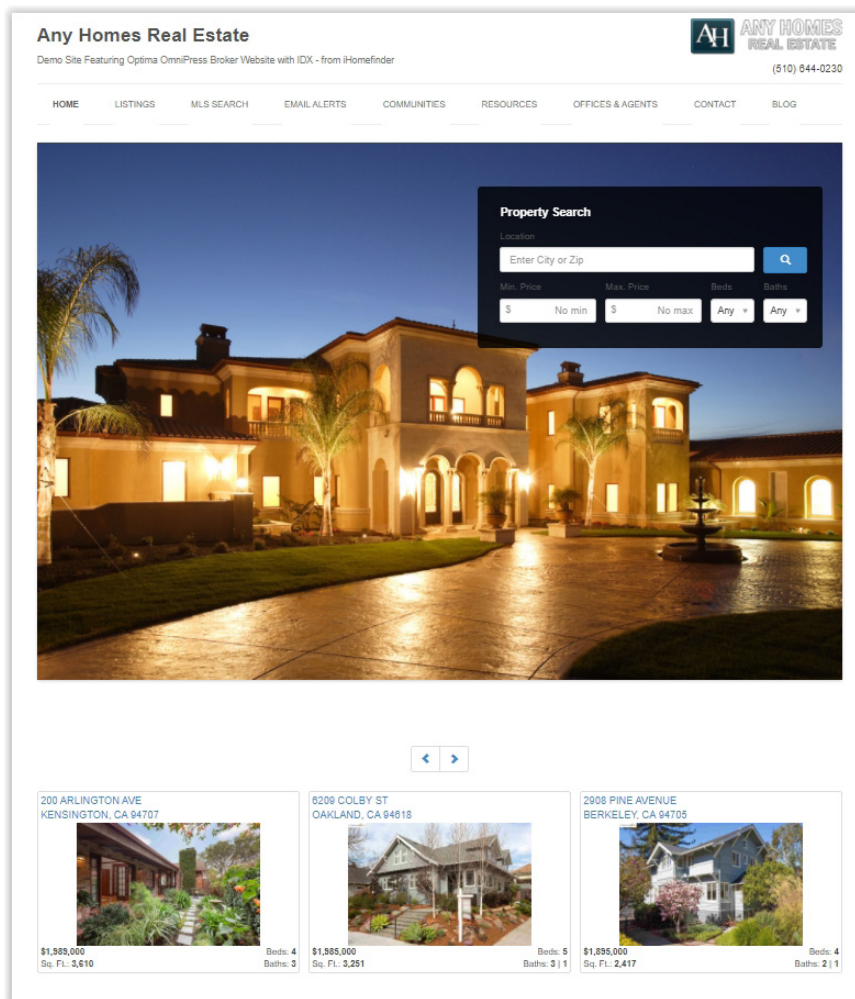 Any Homes Real Estate
AH ANY HOMES
REAL ESTATE
Demo Site Featuring Optima OmniPress Broker Website with IDX - from iHomefinder
(510) 644-0230
HOME LISTINGS MLS SEARCH EMAIL ALERTS COMMUNITIES RESOURCES OFFICES & AGENTS CONTACT BLOG
Property Search
Location
Enter City or Zip
Min. Price Max. Price Beds Baths
$ No min $ No max Any Any
200 ARLINGTON AVE
KENSINGTON, CA 94707
$1,989,000 Beds: 4
Sq. Ft.: 3,610 Baths: 3
6209 COLBY ST
OAKLAND, CA 94618
$1,985,000 Beds: 5
Sq. Ft.: 3,251 Baths: 3 | 1
2908 PINE AVENUE
BERKELEY, CA 94705
$1,895,000 Beds: 4
Sq. Ft.: 2,417 Baths: 2 | 1